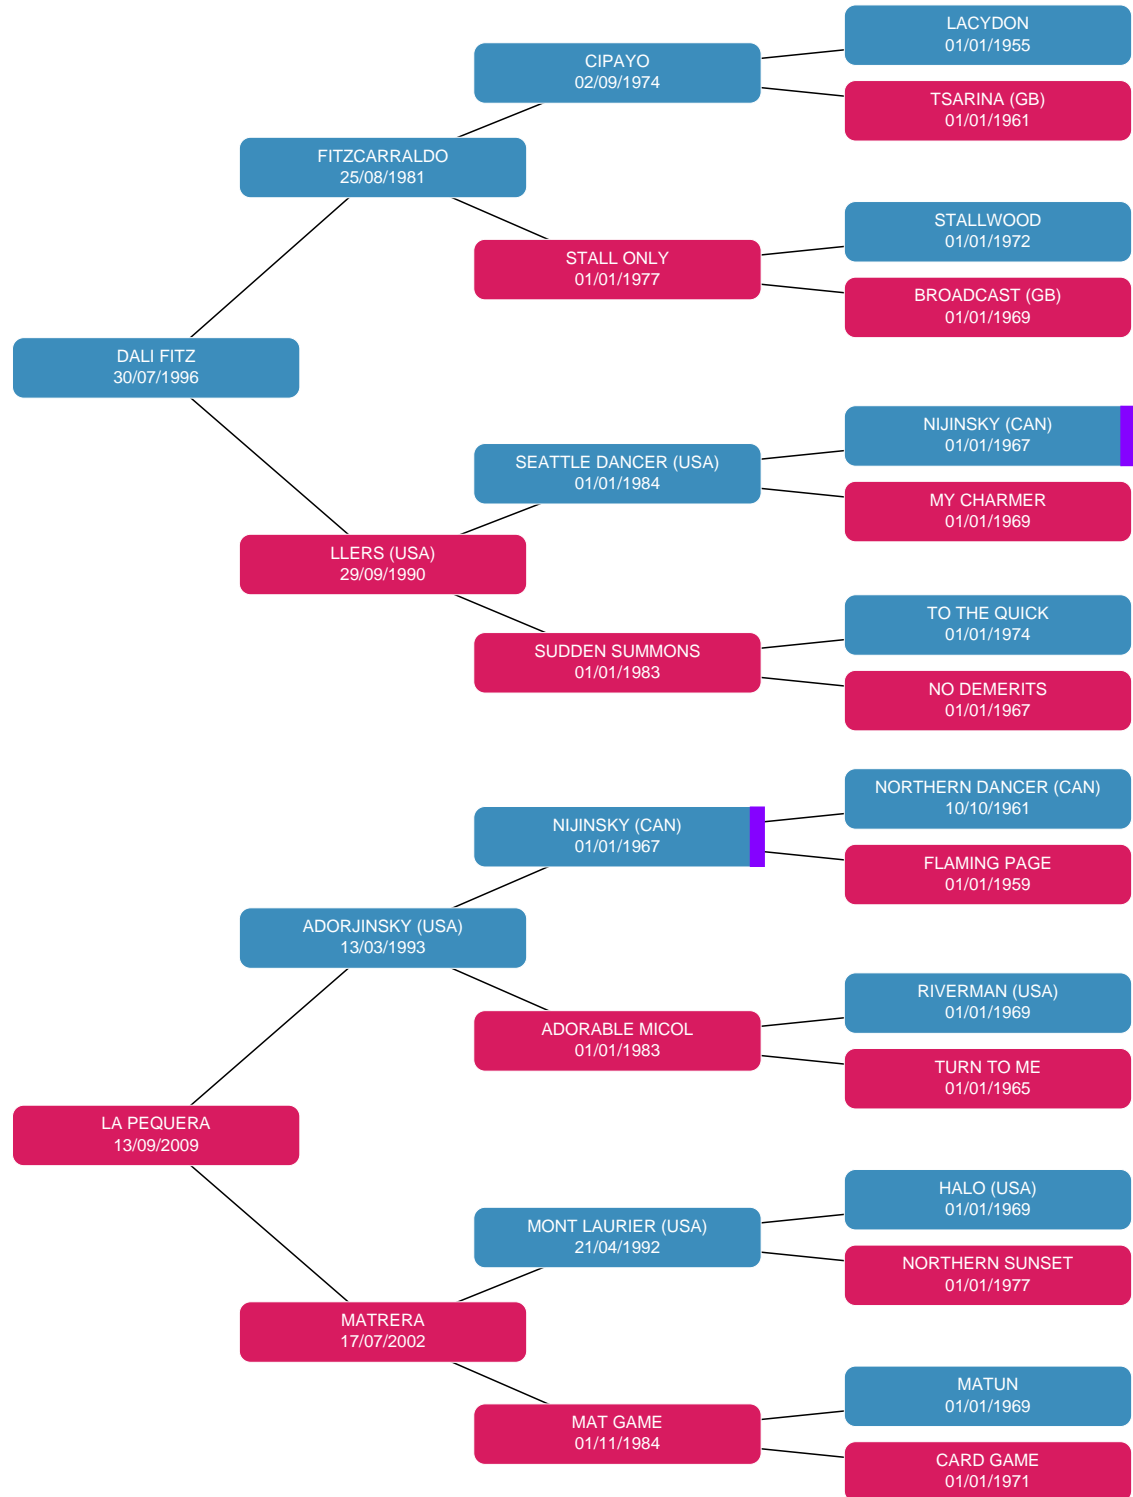 LACYDON
01/01/1955
CIPAYO
02/09/1974
TSARINA (GB)
01/01/1961
FITZCARRALDO
25/08/1981
STALLWOOD
01/01/1972
STALL ONLY
01/01/1977
BROADCAST (GB)
01/01/1969
DALI FITZ
30/07/1996
NIJINSKY (CAN)
01/01/1967
SEATTLE DANCER (USA)
01/01/1984
MY CHARMER
01/01/1969
LLERS (USA)
29/09/1990
TO THE QUICK
01/01/1974
SUDDEN SUMMONS
01/01/1983
NO DEMERITS
01/01/1967
NORTHERN DANCER (CAN)
10/10/1961
NIJINSKY (CAN)
01/01/1967
FLAMING PAGE
01/01/1959
ADORJINSKY (USA)
13/03/1993
RIVERMAN (USA)
01/01/1969
ADORABLE MICOL
01/01/1983
TURN TO ME
01/01/1965
LA PEQUERA
13/09/2009
HALO (USA)
01/01/1969
MONT LAURIER (USA)
21/04/1992
NORTHERN SUNSET
01/01/1977
MATRERA
17/07/2002
MATUN
01/01/1969
MAT GAME
01/11/1984
CARD GAME
01/01/1971